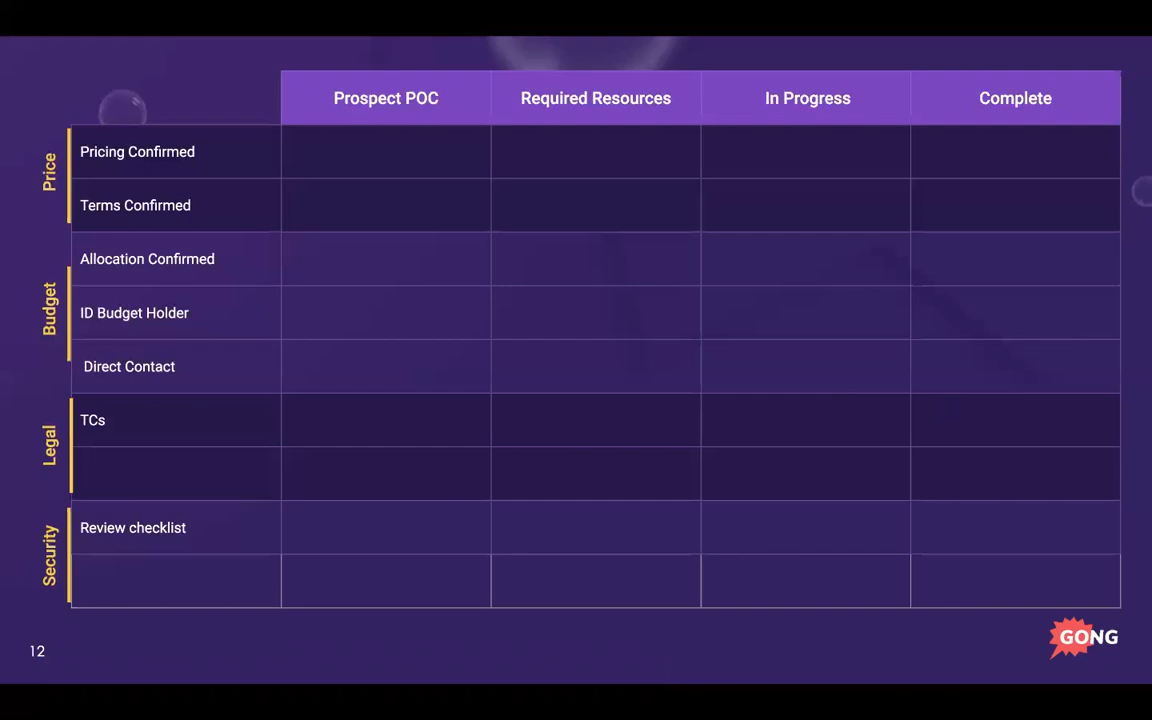 Prospect POC Required Resources In Progress Complete
Price
Pricing Confirmed
Terms Confirmed
Budget
Allocation Confirmed
ID Budget Holder
Direct Contact
Legal
TCs
Security
Review checklist
12
GONG